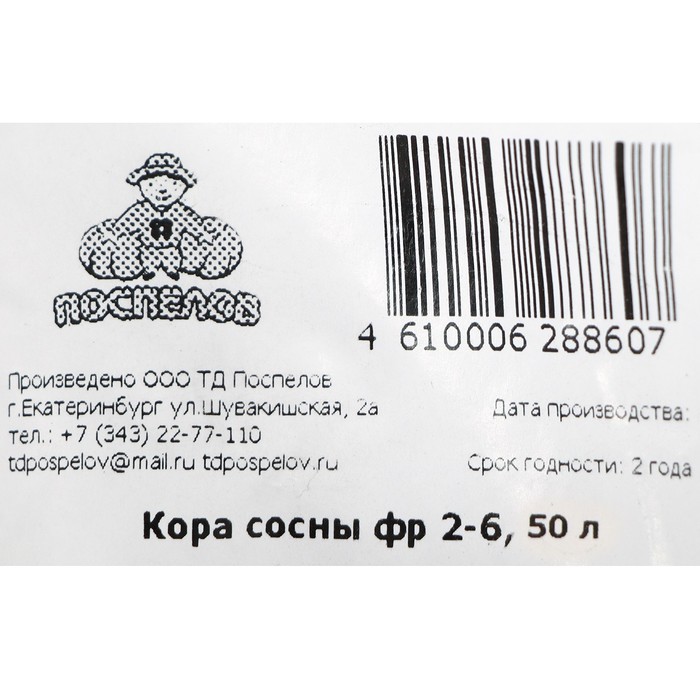 ПОСПЕЛОВ
4 610006 288607
Произведено ООО ТД Поспелов
г.Екатеринбург ул.Шувакишская, 2а
тел.: +7 (343) 22-77-110
tdpospelov@mail.ru tdpospelov.ru
Дата производства:
Срок годности: 2 года
Кора сосны фр 2-6, 50 л